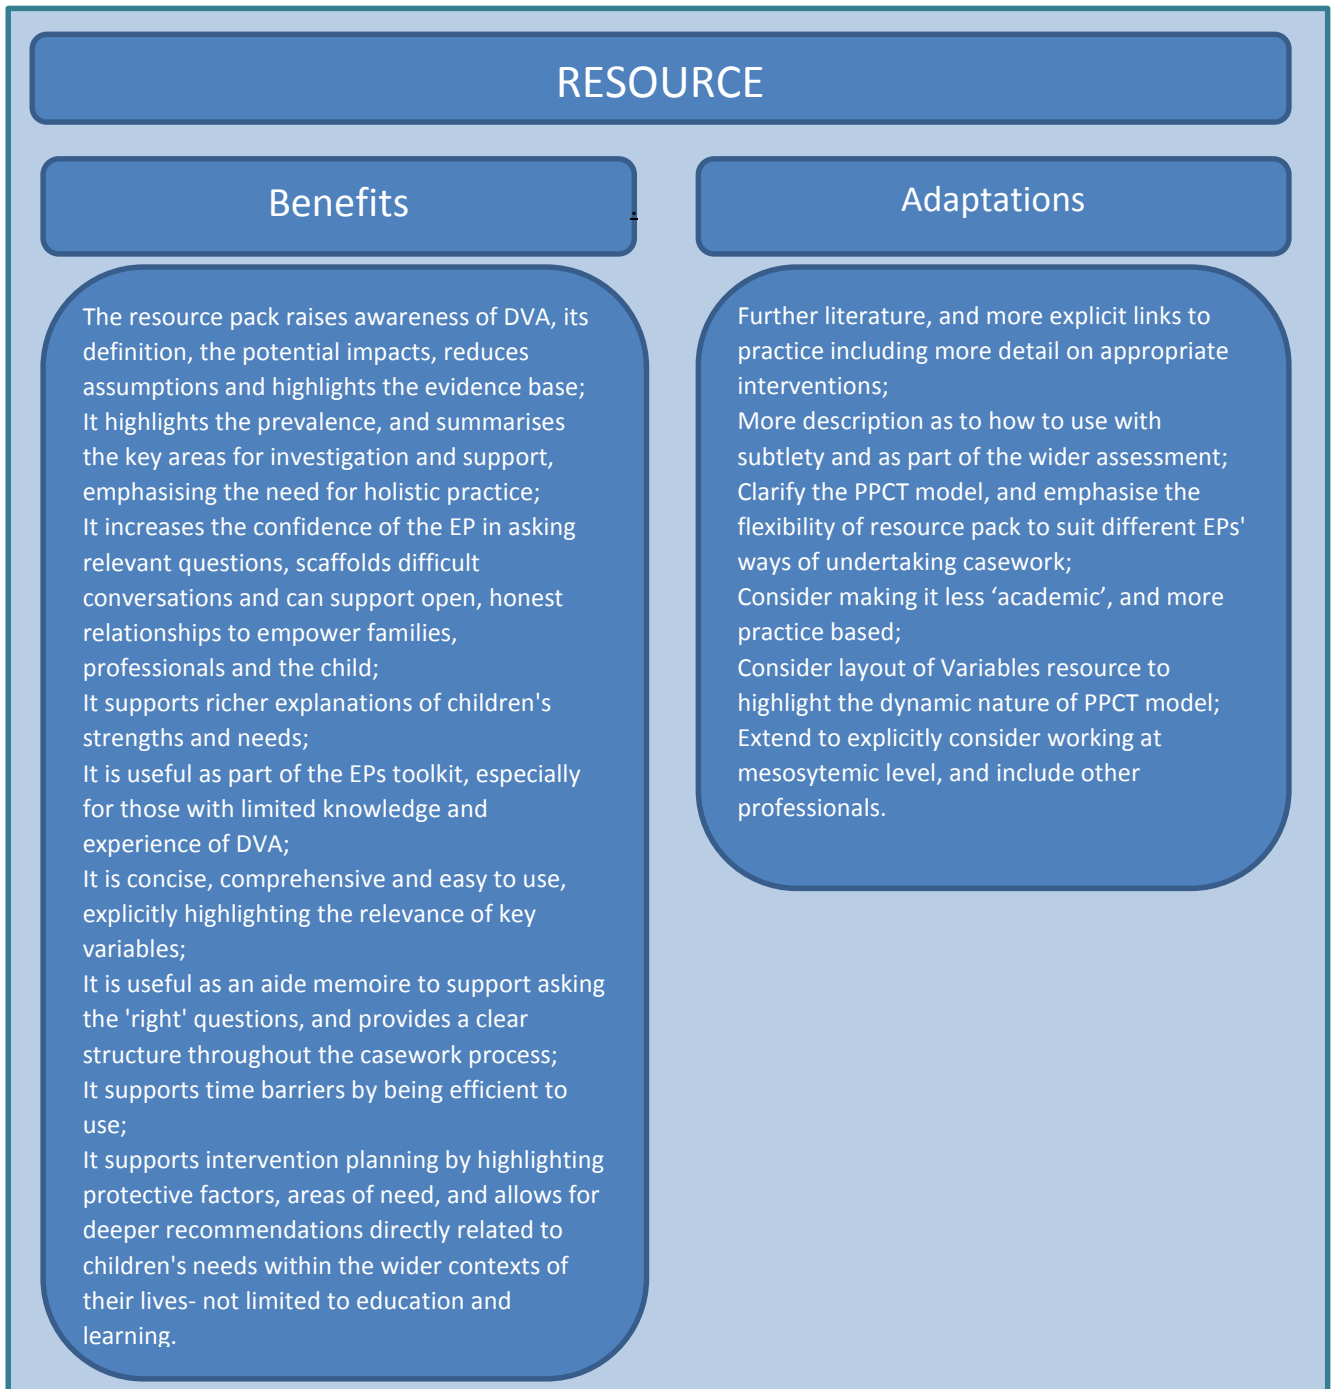 RESOURCE
Benefits
.
Adaptations
The resource pack raises awareness of DVA, its
definition, the potential impacts, reduces
assumptions and highlights the evidence base;
It highlights the prevalence, and summarises
the key areas for investigation and support,
emphasising the need for holistic practice;
It increases the confidence of the EP in asking
relevant questions, scaffolds difficult
conversations and can support open, honest
relationships to empower families,
professionals and the child;
It supports richer explanations of children's
strengths and needs;
It is useful as part of the EPs toolkit, especially
for those with limited knowledge and
experience of DVA;
It is concise, comprehensive and easy to use,
explicitly highlighting the relevance of key
variables;
It is useful as an aide memoire to support asking
the 'right' questions, and provides a clear
structure throughout the casework process;
It supports time barriers by being efficient to
use;
It supports intervention planning by highlighting
protective factors, areas of need, and allows for
deeper recommendations directly related to
children's needs within the wider contexts of
their lives- not limited to education and
learning.
Further literature, and more explicit links to
practice including more detail on appropriate
interventions;
More description as to how to use with
subtlety and as part of the wider assessment;
Clarify the PPCT model, and emphasise the
flexibility of resource pack to suit different EPs'
ways of undertaking casework;
Consider making it less ‘academic’, and more
practice based;
Consider layout of Variables resource to
highlight the dynamic nature of PPCT model;
Extend to explicitly consider working at
mesosytemic level, and include other
professionals.